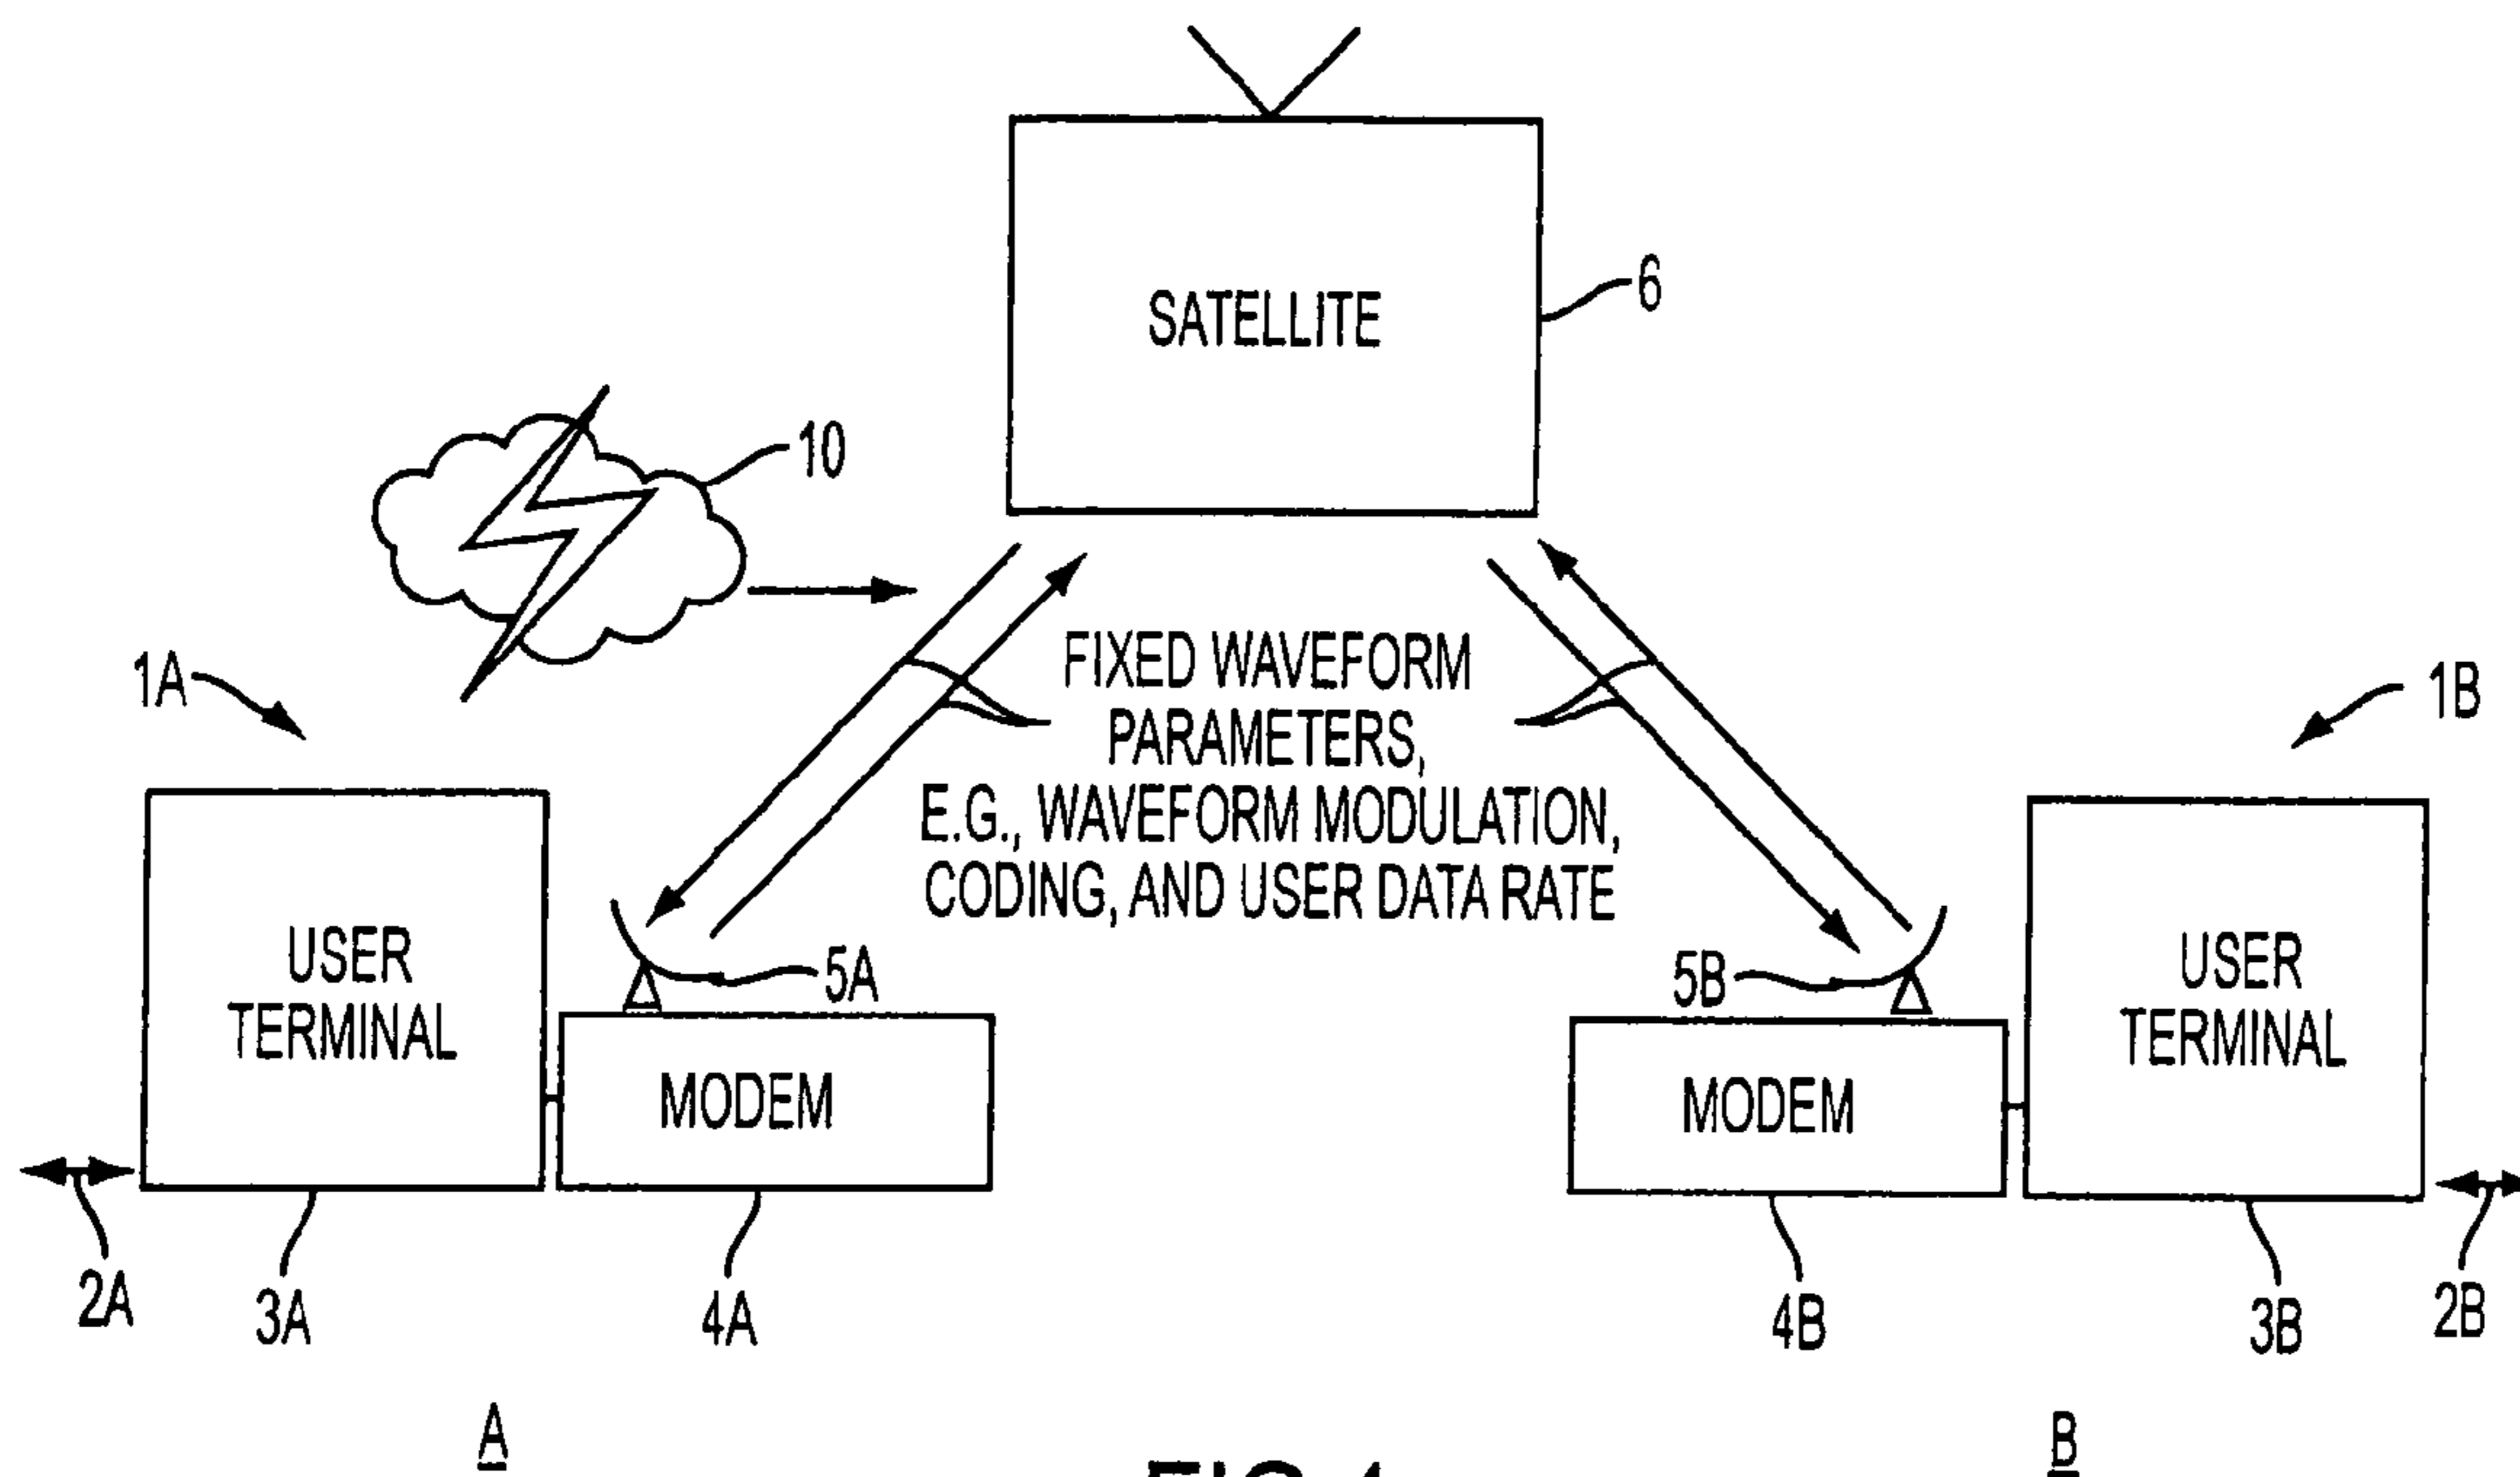 SATELLITE
6
10
1A
FIXED WAVEFORM
PARAMETERS,
E.G., WAVEFORM MODULATION,
CODING, AND USER DATA RATE
1B
USER
TERMINAL
5A
MODEM
5B
MODEM
USER
TERMINAL
2A
3A
4A
4B
3B
2B
A
B